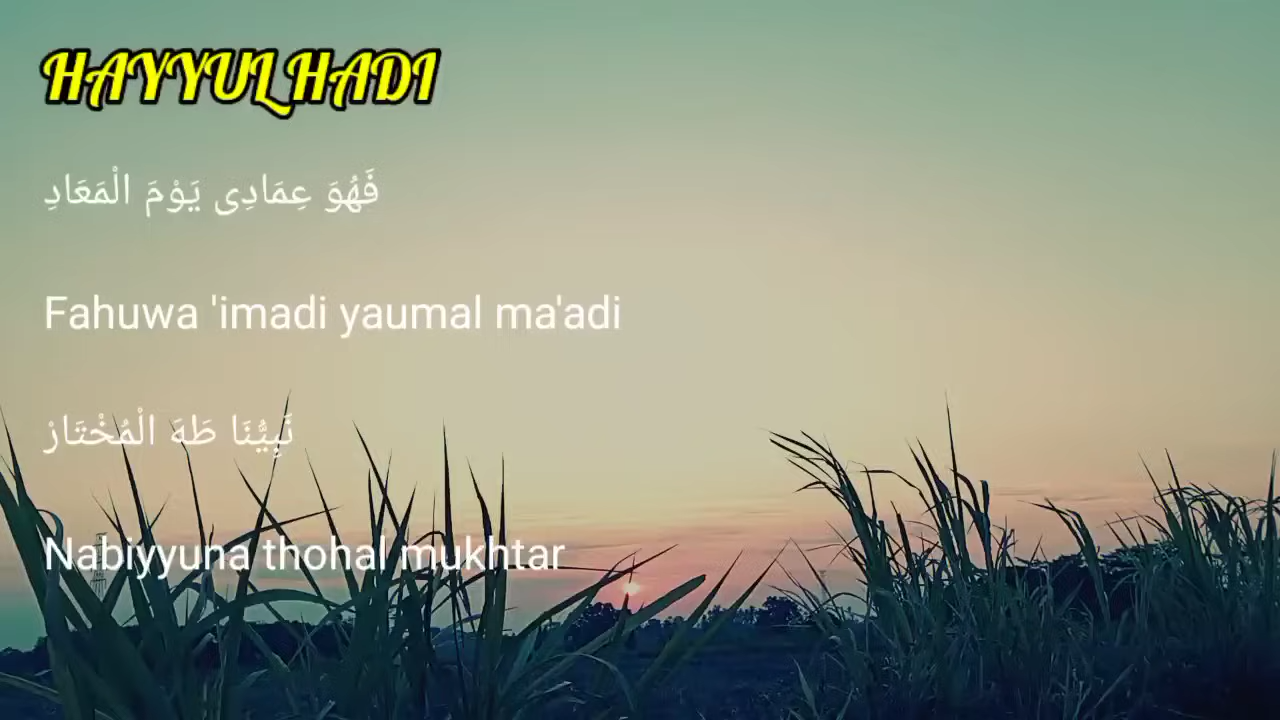 HAYYUL HADI
فَهُوَ عِمَادِى يَوْمَ الْمَعَادِ
Fahuwa 'imadi yaumal ma'adi
نَبِيُّنَا طَهَ الْمُخْتَارْ
Nabiyyuna thohal mukhtar